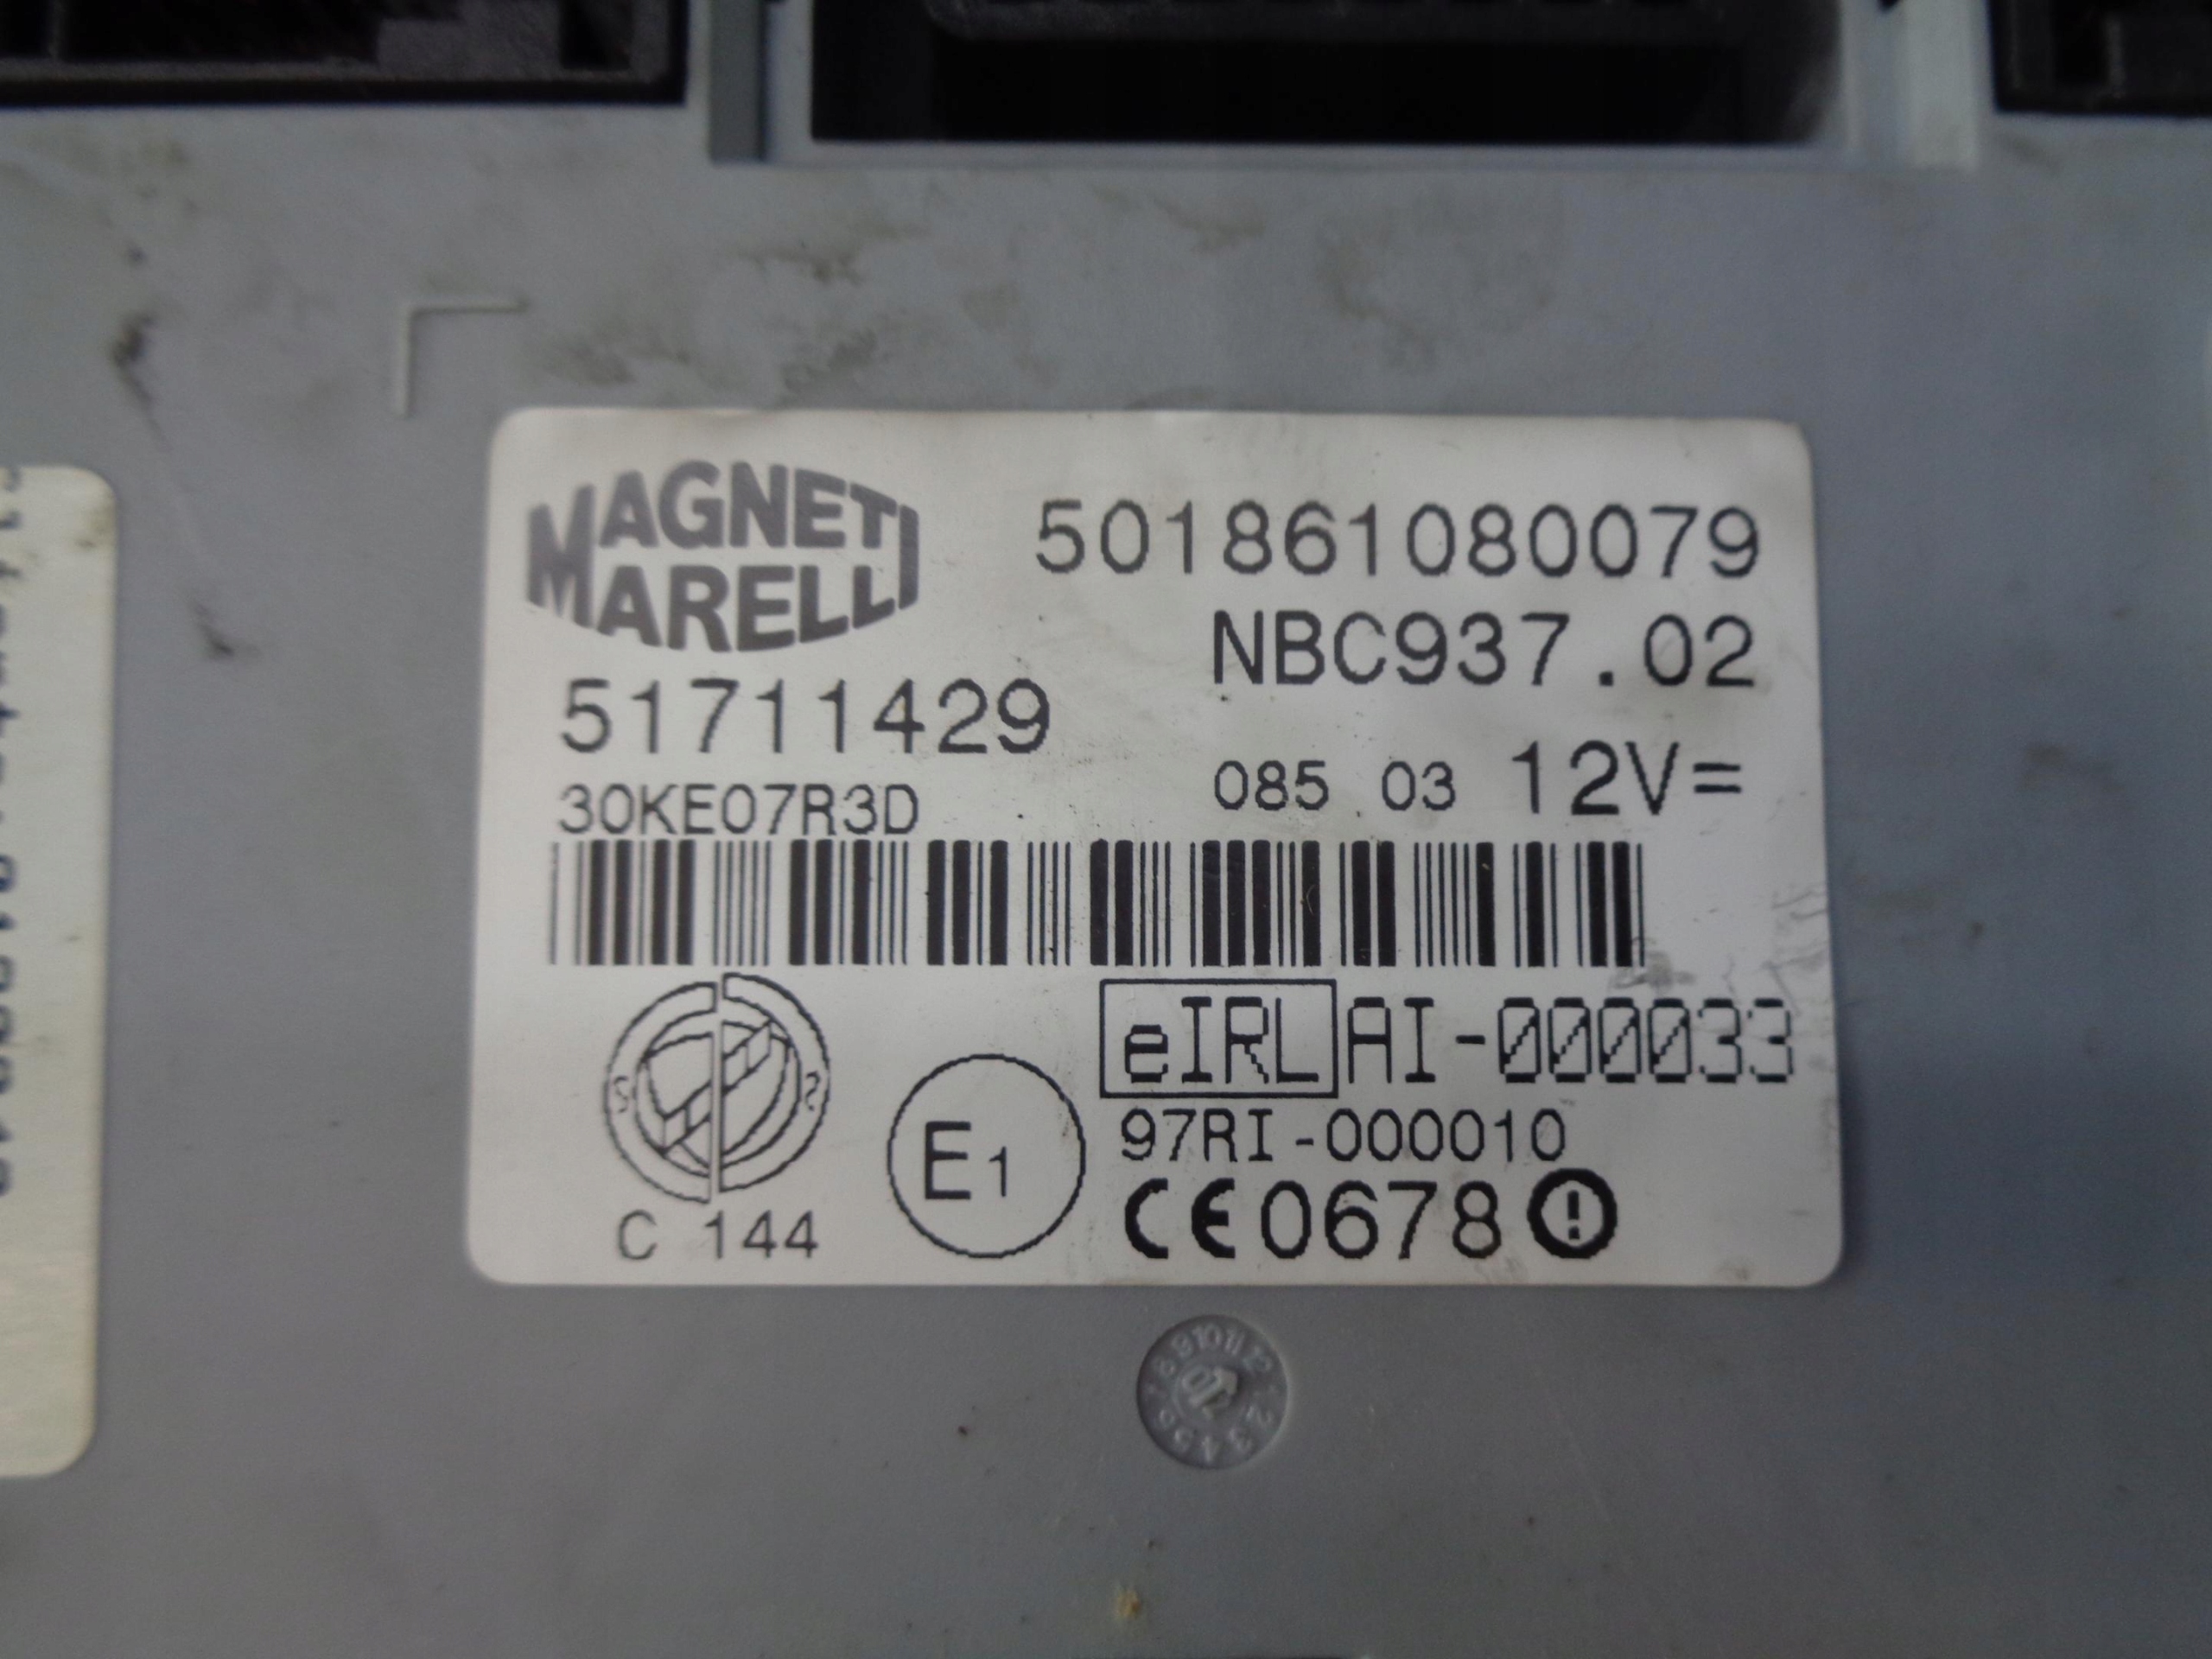 MAGNETI
MARELLI
501861080079
NBC937.02
51711429
085 03 12V=
30KE07R3D
eIRL AI-000033
97RI-000010
E1
CE0678
C 144